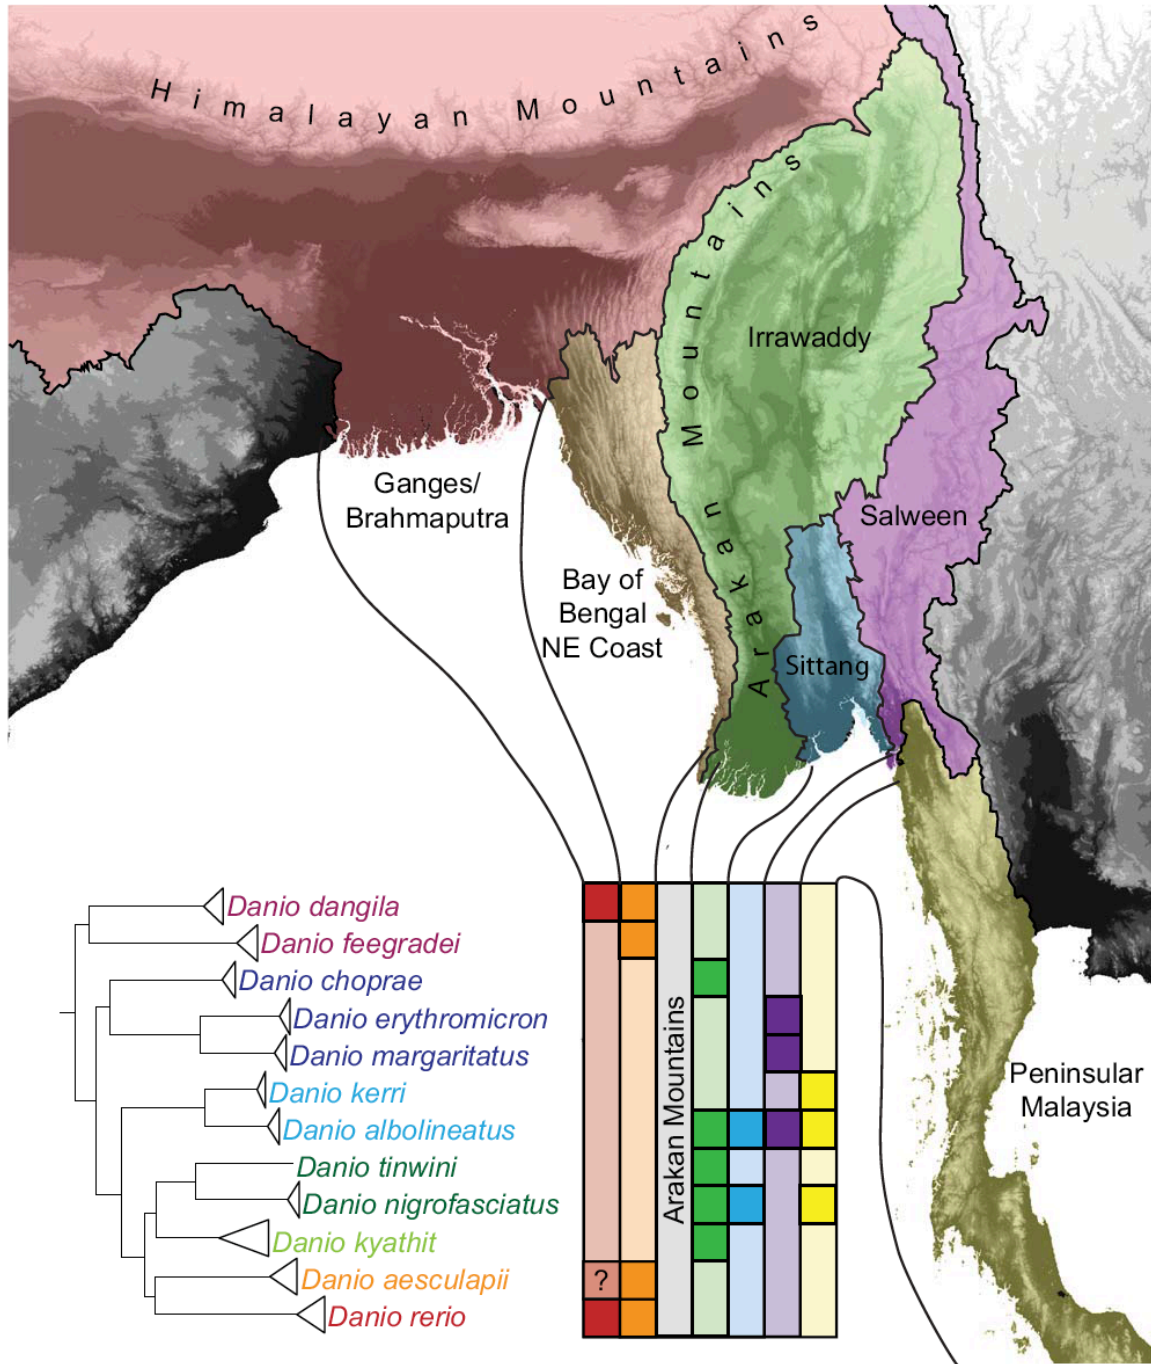 Himalayan Mountains
Arakan Mountains
Irrawaddy
Ganges/
Brahmaputra
Salween
Bay of
Bengal
NE Coast
Sittang
Danio dangila
Danio feegradei
Danio choprae
Danio erythromicron
Danio margaritatus
Danio kerri
Danio albolineatus
Danio tinwini
Danio nigrofasciatus
Danio kyathit
Danio aesculapii
Danio rerio
Arakan Mountains
?
Peninsular
Malaysia